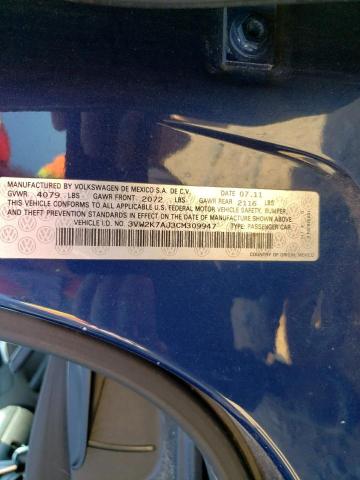 MANUFACTURED BY VOLKSWAGEN DE MEXICO S.A. DE C.V. DATE 07.11
GVWR 4079 LBS GAWR FRONT 2072 LBS GAWR REAR 2116 LBS
THIS VEHICLE CONFORMS TO ALL APPLICABLE U.S. FEDERAL MOTOR VEHICLE SAFETY, BUMPER,
AND THEFT PREVENTION STANDARDS IN EFFECT ON THE DATE OF MANUFACTURE SHOWN ABOVE.
VEHICLE I.D. NO. 3VW2K7AJ3CM309947 TYPE: PASSENGER CAR
COUNTRY OF ORIGIN: MEXICO